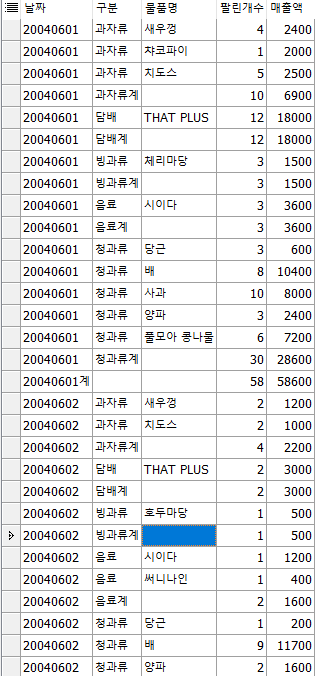 날짜 구분 물품명 팔린개수 매출액
20040601 과자류 새우껑 4 2400
20040601 과자류 챠코파이 1 2000
20040601 과자류 치도스 5 2500
20040601 과자류계 10 6900
20040601 담배 THAT PLUS 12 18000
20040601 담배계 12 18000
20040601 빙과류 체리마당 3 1500
20040601 빙과류계 3 1500
20040601 음료 시이다 3 3600
20040601 음료계 3 3600
20040601 청과류 당근 3 600
20040601 청과류 배 8 10400
20040601 청과류 사과 10 8000
20040601 청과류 양파 3 2400
20040601 청과류 풀모아 콩나물 6 7200
20040601 청과류계 30 28600
20040601계 58 58600
20040602 과자류 새우껑 2 1200
20040602 과자류 치도스 2 1000
20040602 과자류계 4 2200
20040602 담배 THAT PLUS 2 3000
20040602 담배계 2 3000
20040602 빙과류 호두마당 1 500
20040602 빙과류계 1 500
20040602 음료 시이다 1 1200
20040602 음료 써니나인 1 400
20040602 음료계 2 1600
20040602 청과류 당근 1 200
20040602 청과류 배 9 11700
20040602 청과류 양파 2 1600